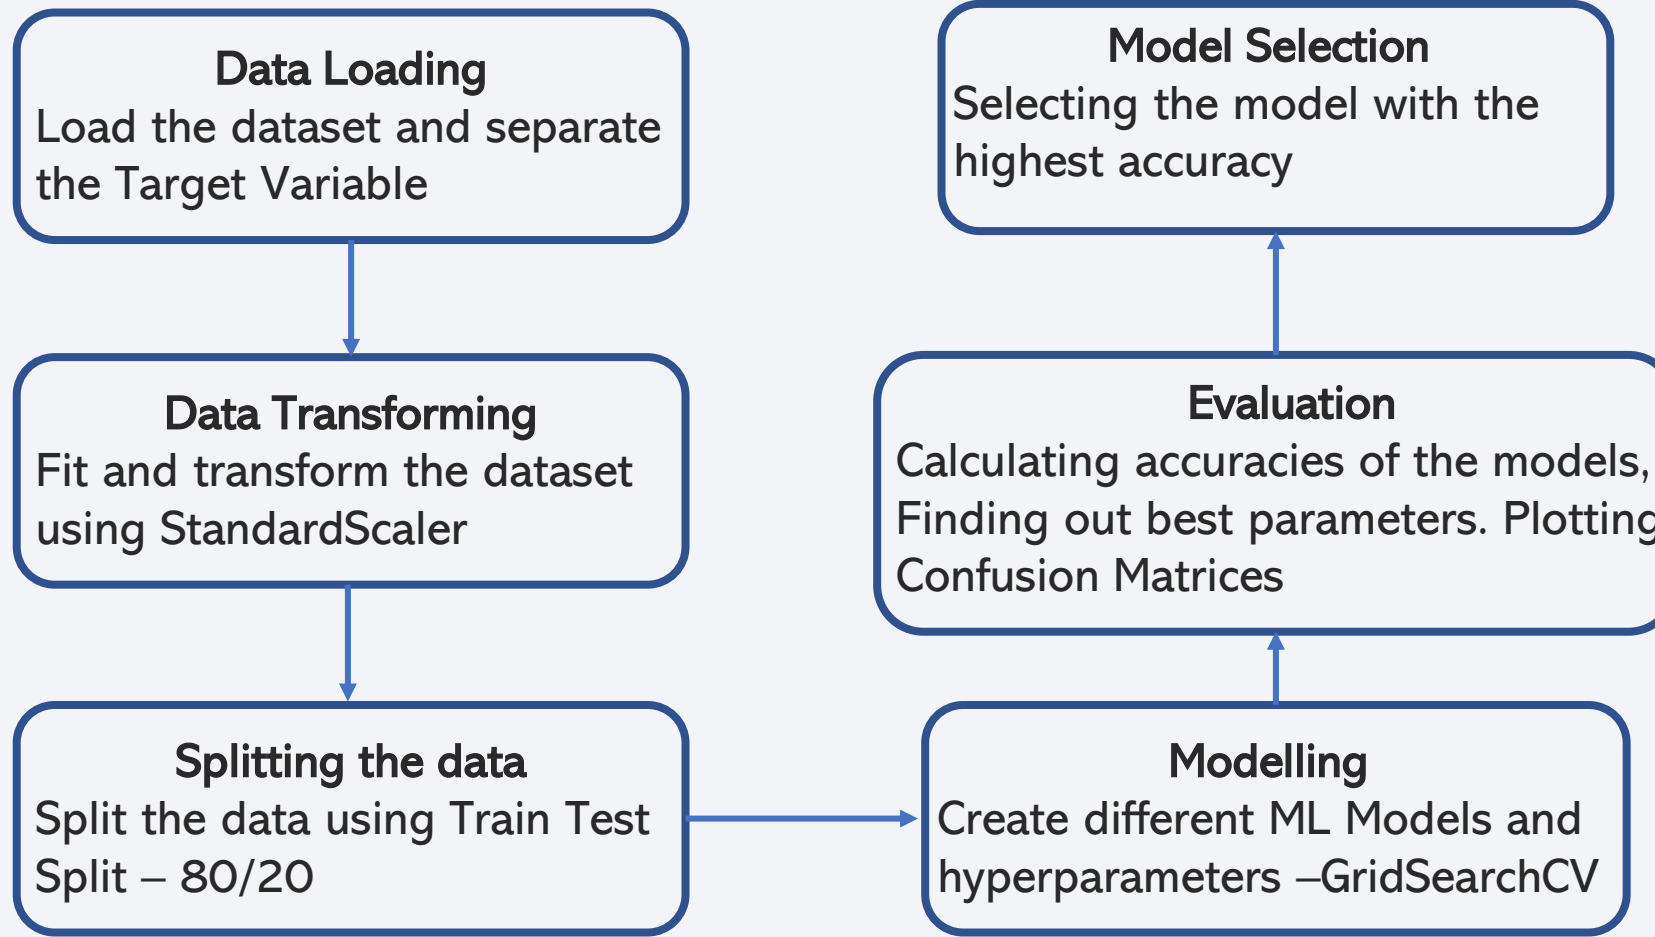 Data Loading
Load the dataset and separate
the Target Variable
Data Transforming
Fit and transform the dataset
using StandardScaler
Splitting the data
Split the data using Train Test
Split – 80/20
Modelling
Create different ML Models and
hyperparameters –GridSearchCV
Evaluation
Calculating accuracies of the models,
Finding out best parameters. Plotting
Confusion Matrices
Model Selection
Selecting the model with the
highest accuracy